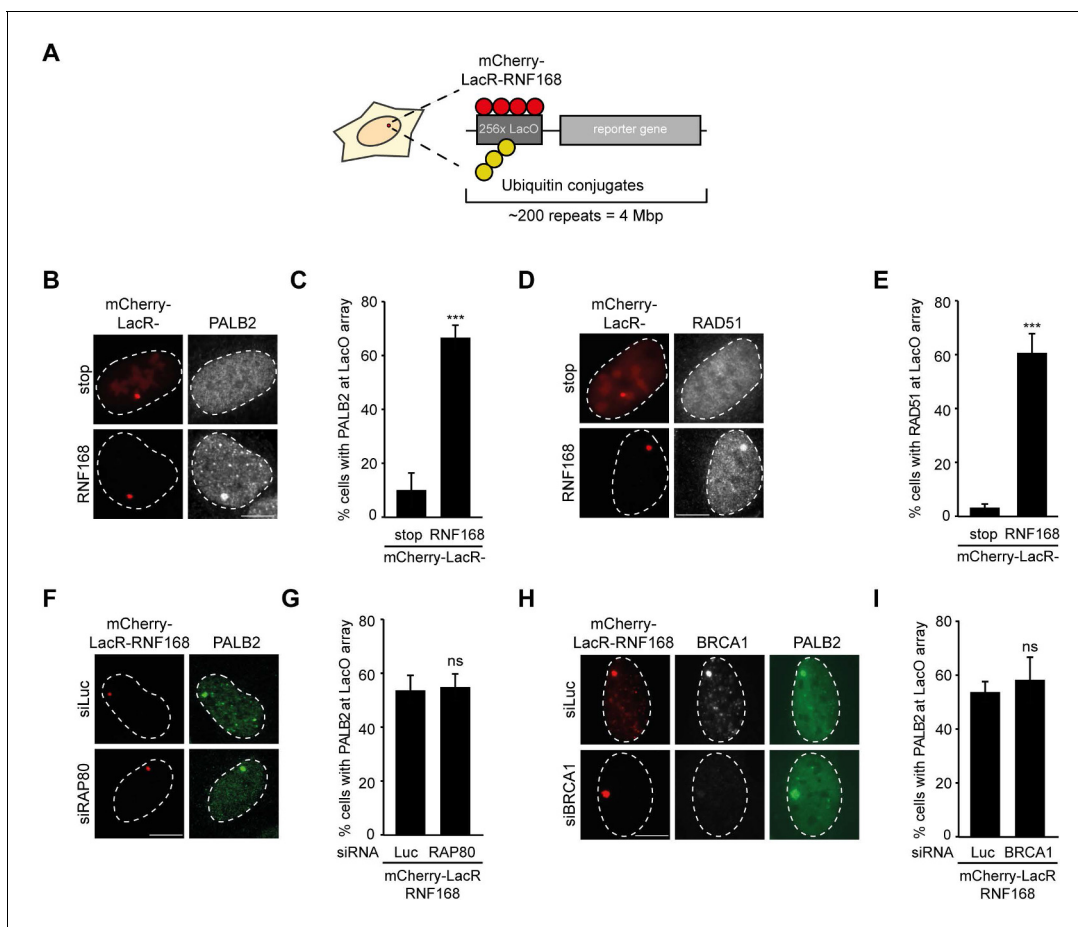 A
mCherry-
LacR-RNF168
256x LacO
reporter gene
Ubiquitin conjugates
~200 repeats = 4 Mbp
B
mCherry-
LacR-
PALB2
stop
RNF168
C
% cells with PALB2 at LacO array
80
60
40
20
0
***
stop RNF168
mCherry-LacR-
D
mCherry-
LacR-
RAD51
stop
RNF168
E
% cells with RAD51 at LacO array
80
60
40
20
0
***
stop RNF168
mCherry-LacR-
F
mCherry-
LacR-RNF168
PALB2
siLuc
siRAP80
G
% cells with PALB2 at LacO array
80
60
40
20
0
ns
siRNA Luc RAP80
mCherry-LacR
RNF168
H
mCherry-
LacR-RNF168
BRCA1
PALB2
siLuc
siBRCA1
I
% cells with PALB2 at LacO array
80
60
40
20
0
ns
siRNA Luc BRCA1
mCherry-LacR
RNF168